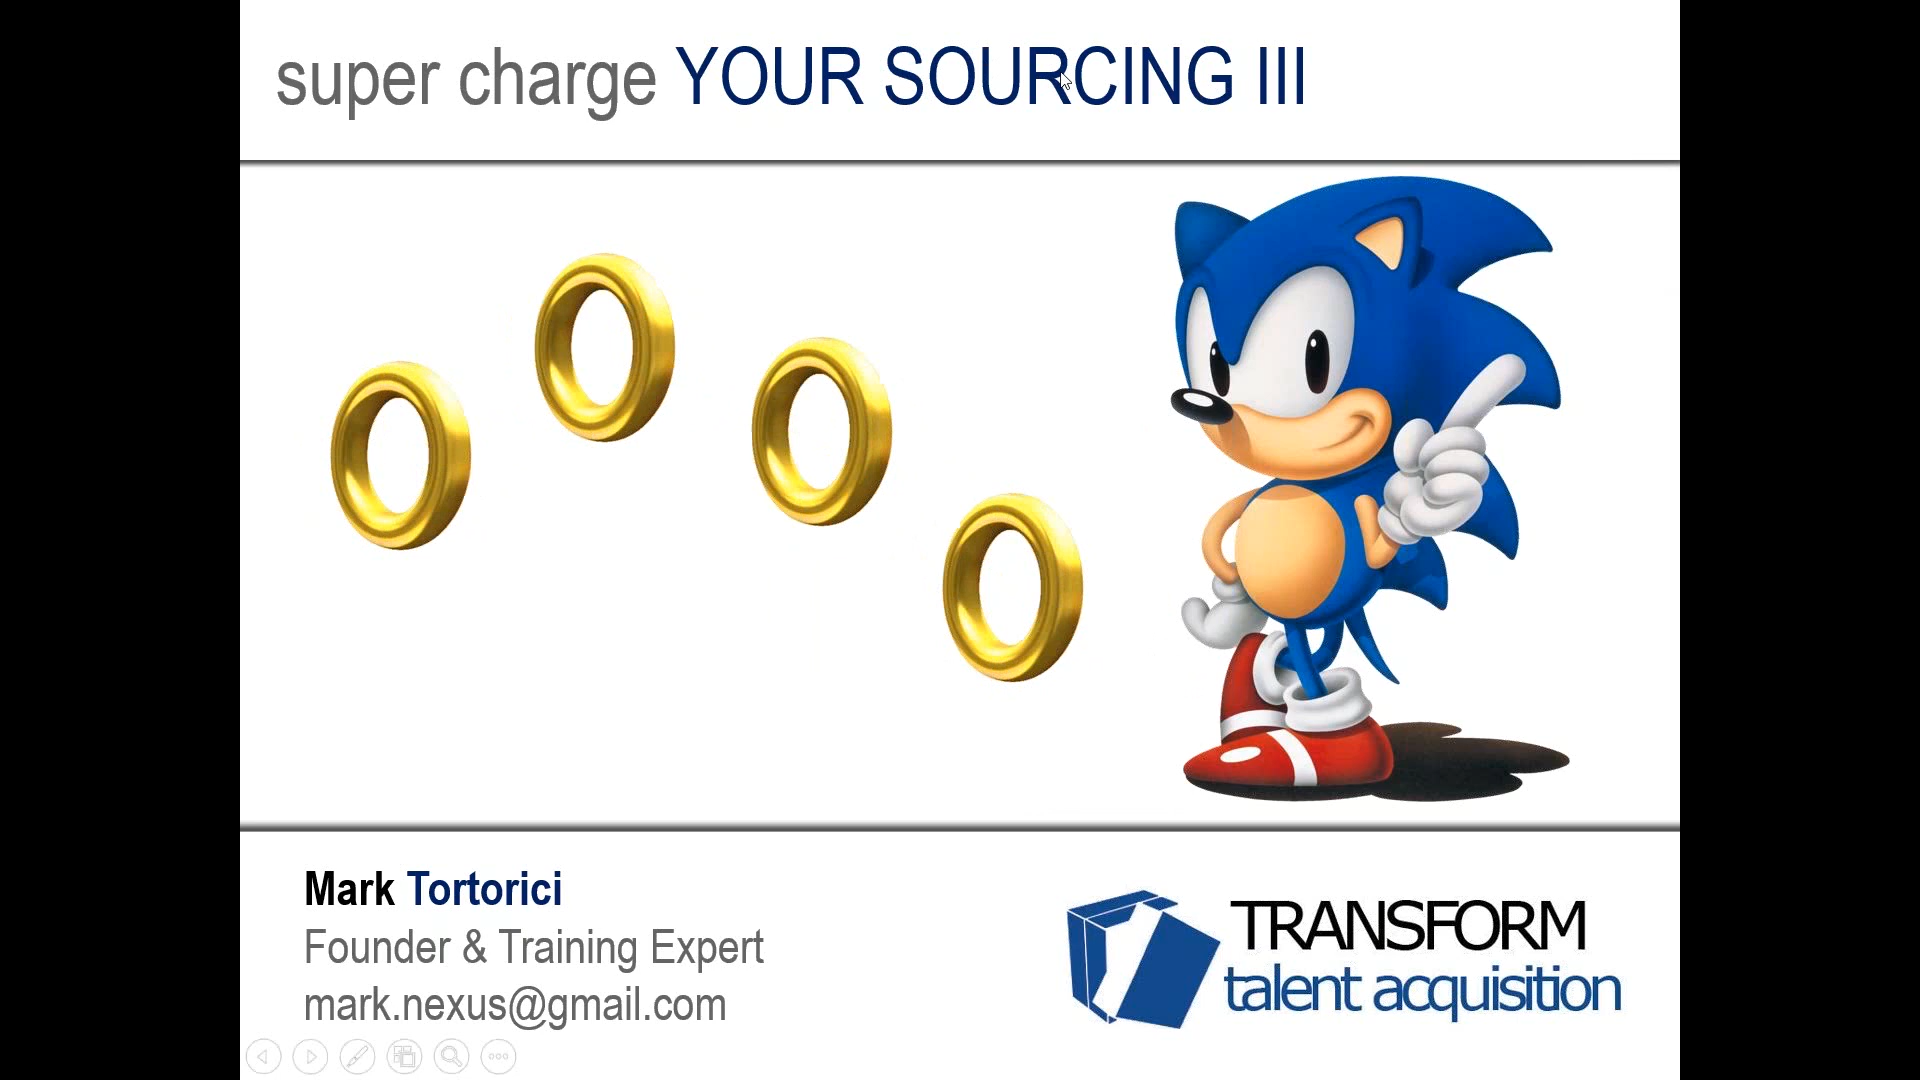 super charge YOUR SOURCING III
Mark Tortorici
Founder & Training Expert
mark.nexus@gmail.com
TRANSFORM
talent acquisition